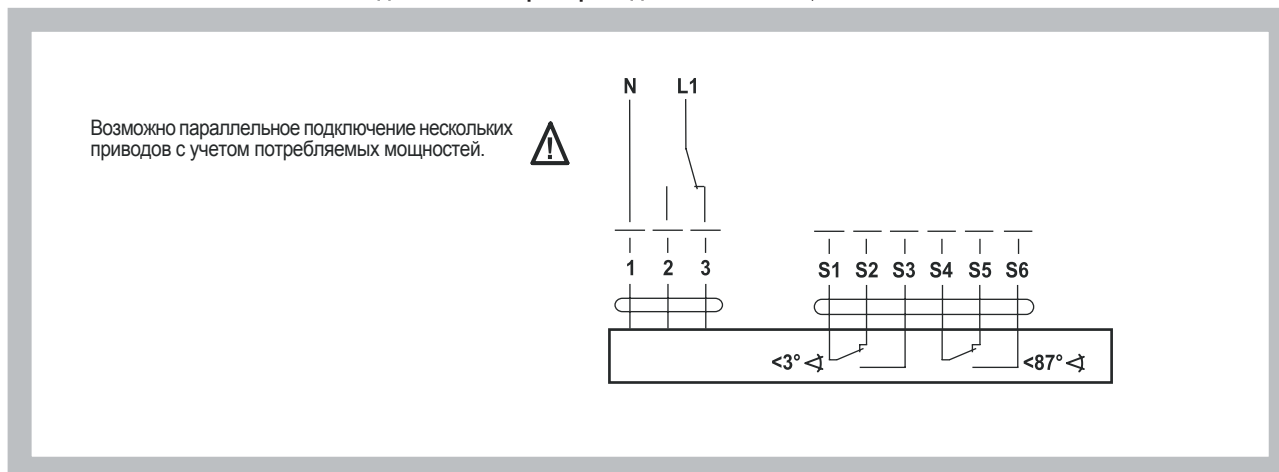 N L1
Возможно параллельное подключение нескольких
приводов с учетом потребляемых мощностей.
1 2 3 S1 S2 S3 S4 S5 S6
<3° <87°